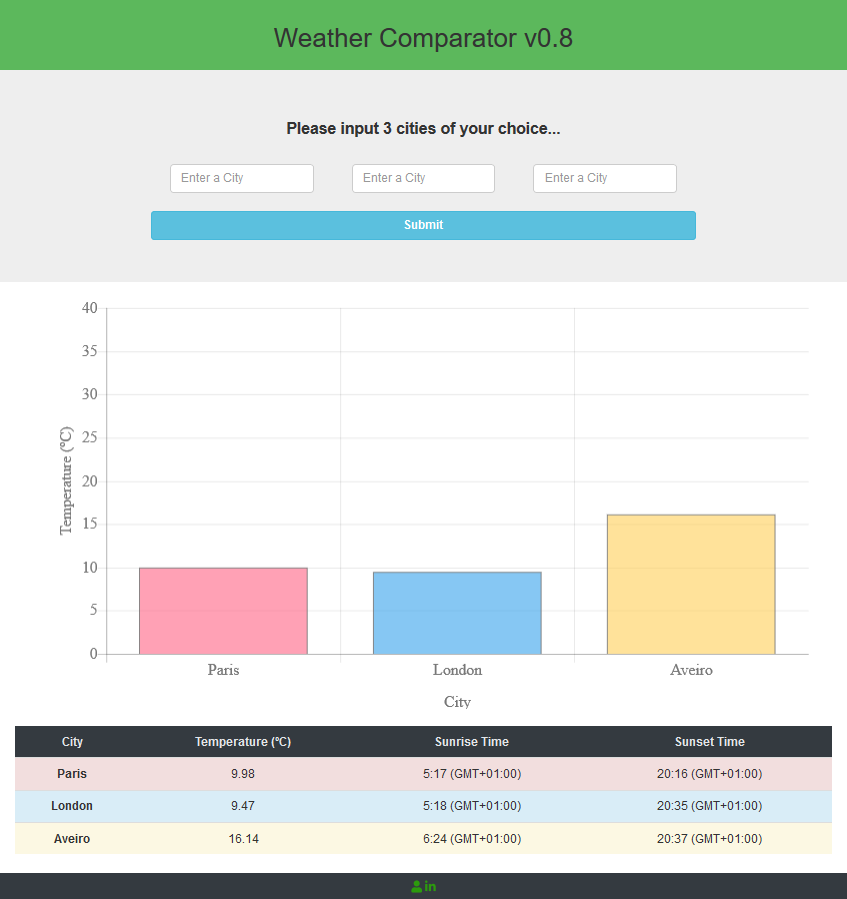 Weather Comparator v0.8
Please input 3 cities of your choice...
Enter a City Enter a City Enter a City
Submit
40
35
30
25
20
15
10
5
0
Temperature (ºC)
Paris London Aveiro
City
City Temperature (ºC) Sunrise Time Sunset Time
Paris 9.98 5:17 (GMT+01:00) 20:16 (GMT+01:00)
London 9.47 5:18 (GMT+01:00) 20:35 (GMT+01:00)
Aveiro 16.14 6:24 (GMT+01:00) 20:37 (GMT+01:00)
in